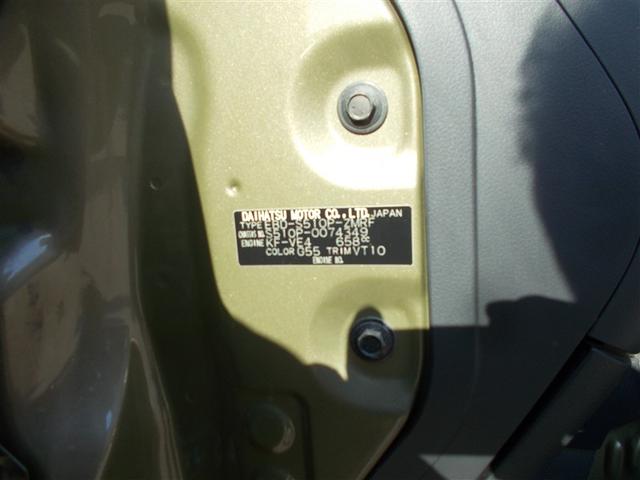 DAIHATSU MOTOR CO., LTD. JAPAN
TYPE EBD-S510P-ZMRF
CHASSIS NO. S510P-0074349
ENGINE KF-VE4 658cc
COLOR G55 TRIM VT10
ENGINE NO.